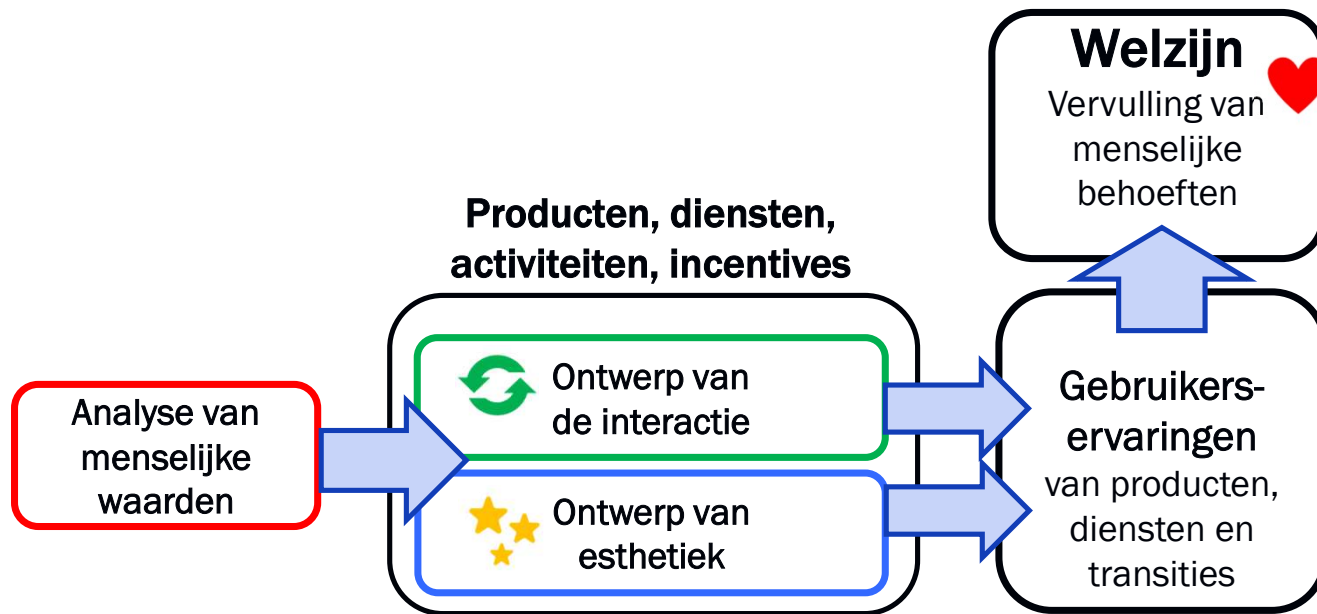 Welzijn
Vervulling van
menselijke
behoeften
Producten, diensten,
activiteiten, incentives
Analyse van
menselijke
waarden
Ontwerp van
de interactie
Ontwerp van
esthetiek
Gebruikers-
ervaringen
van producten,
diensten en
transities